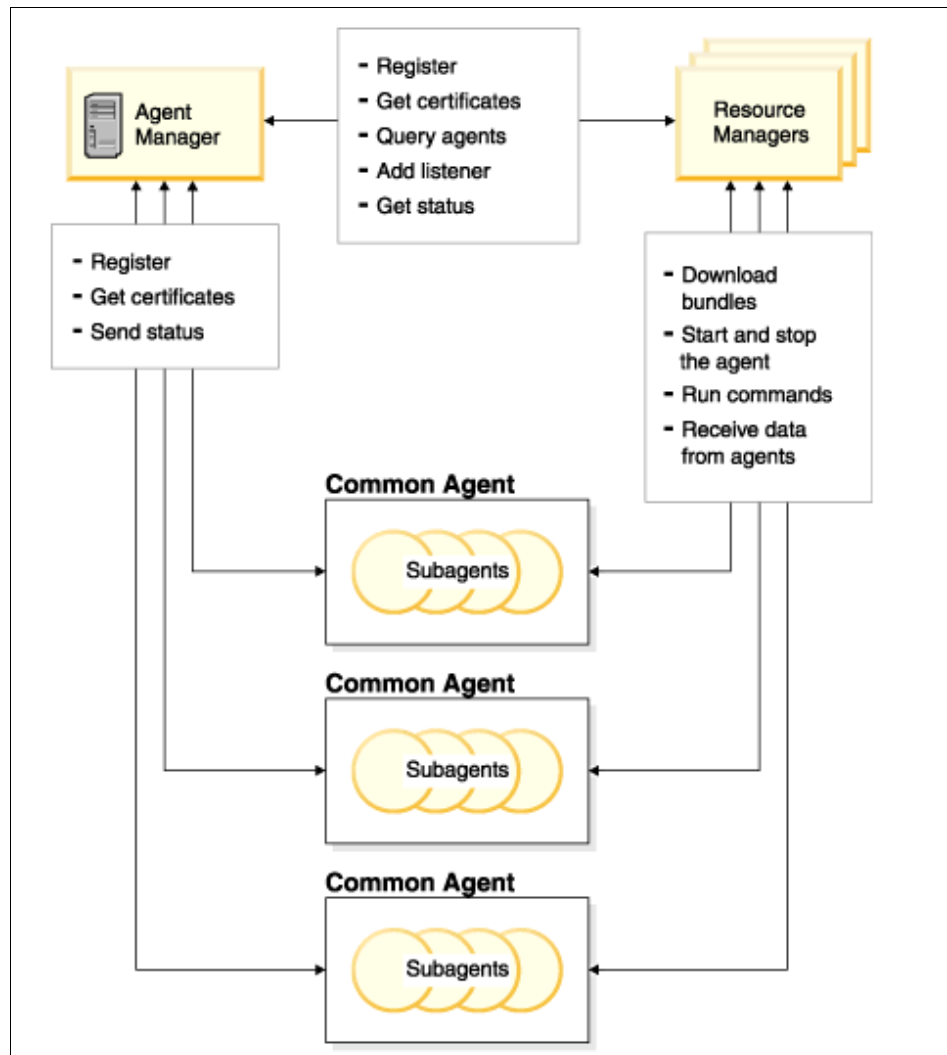 Agent
Manager
- Register
- Get certificates
- Query agents
- Add listener
- Get status
Resource
Managers
- Register
- Get certificates
- Send status
- Download
bundles
- Start and stop
the agent
- Run commands
- Receive data
from agents
Common Agent
Subagents
Common Agent
Subagents
Common Agent
Subagents